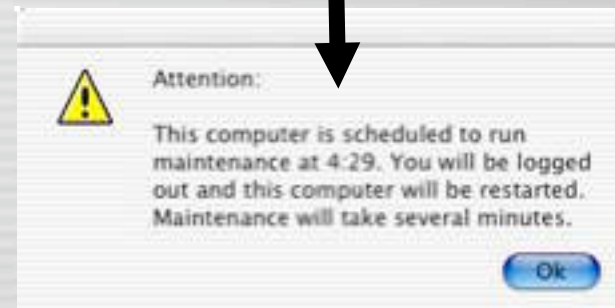 Attention:
This computer is scheduled to run
maintenance at 4:29. You will be logged
out and this computer will be restarted.
Maintenance will take several minutes.
Ok